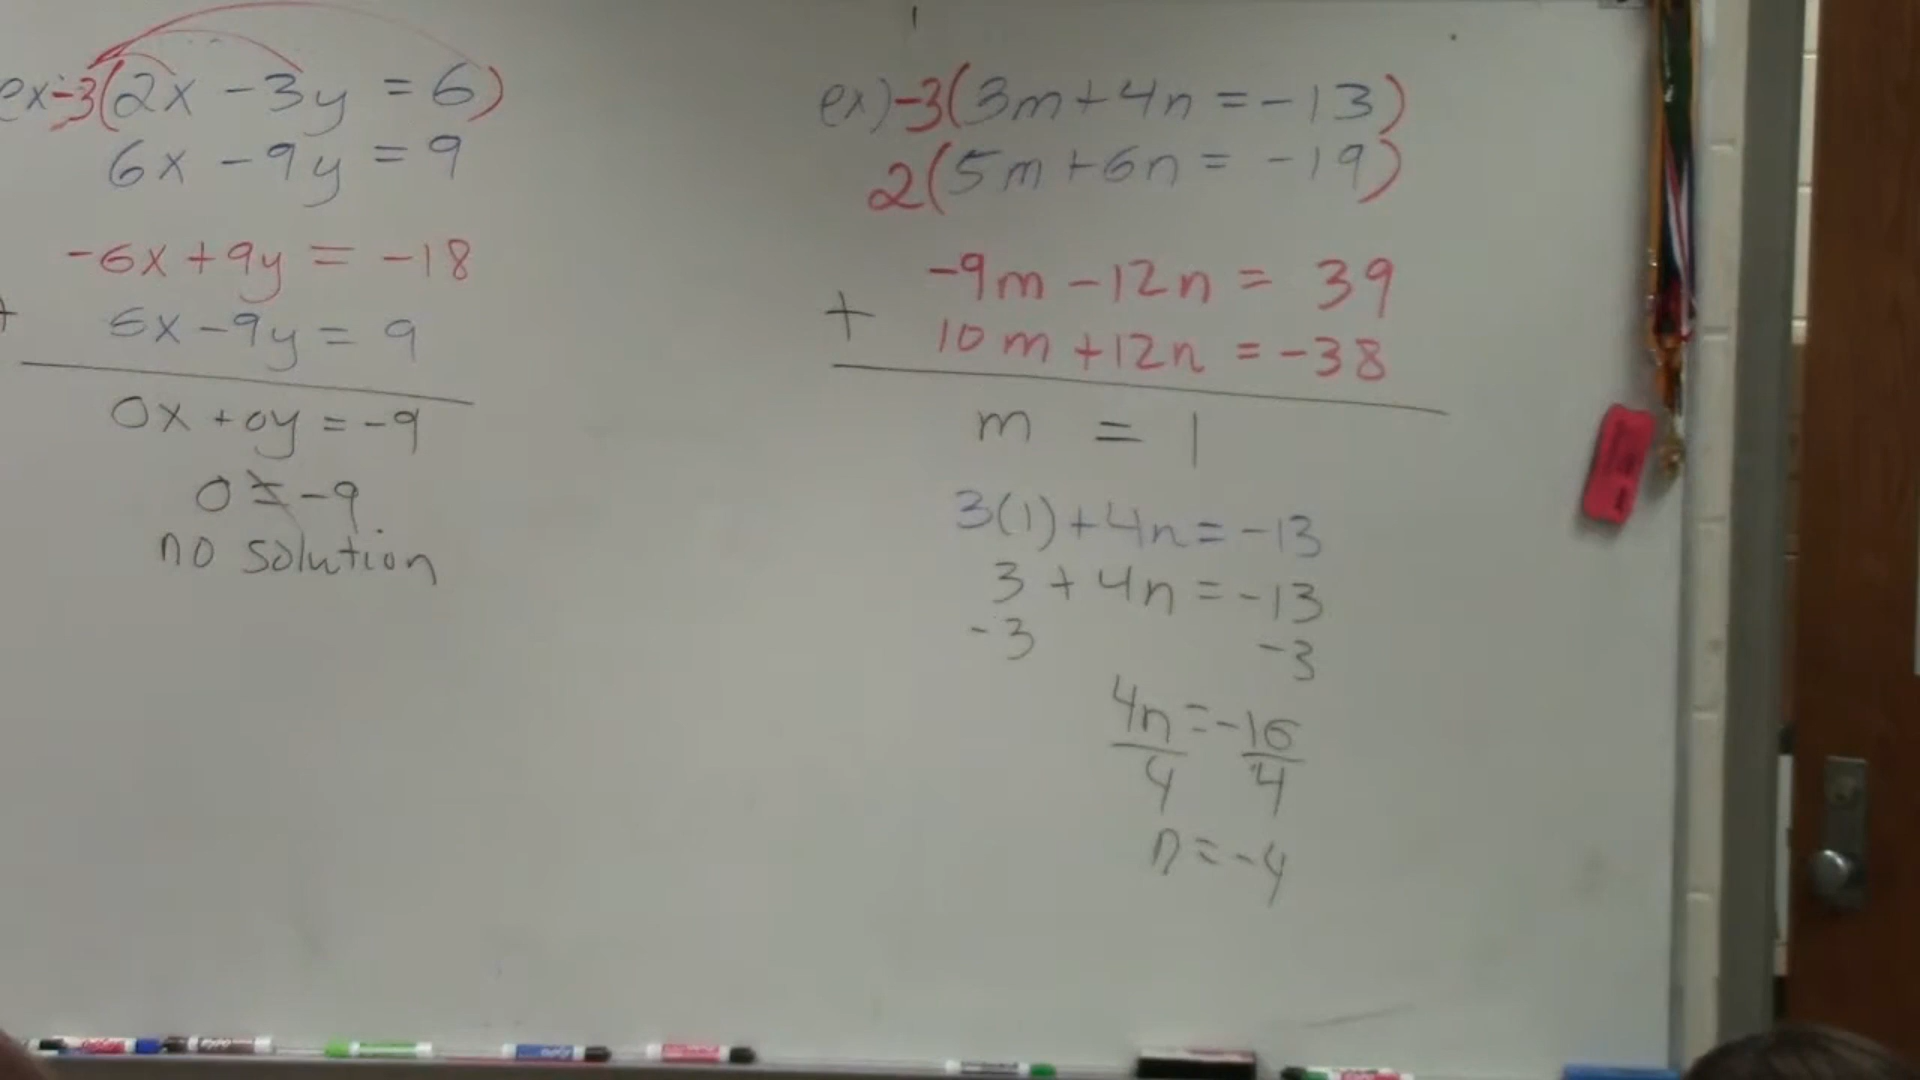 ex -3(2x - 3y = 6)
6x - 9y = 9
-6x + 9y = -18
+ 6x - 9y = 9
0x + 0y = -9
0 ≠ -9
no solution
ex) -3(3m + 4n = -13)
2(5m + 6n = -19)
-9m - 12n = 39
+ 10m + 12n = -38
m = 1
3(1) + 4n = -13
3 + 4n = -13
-3 -3
4n = -16
4 4
n = -4